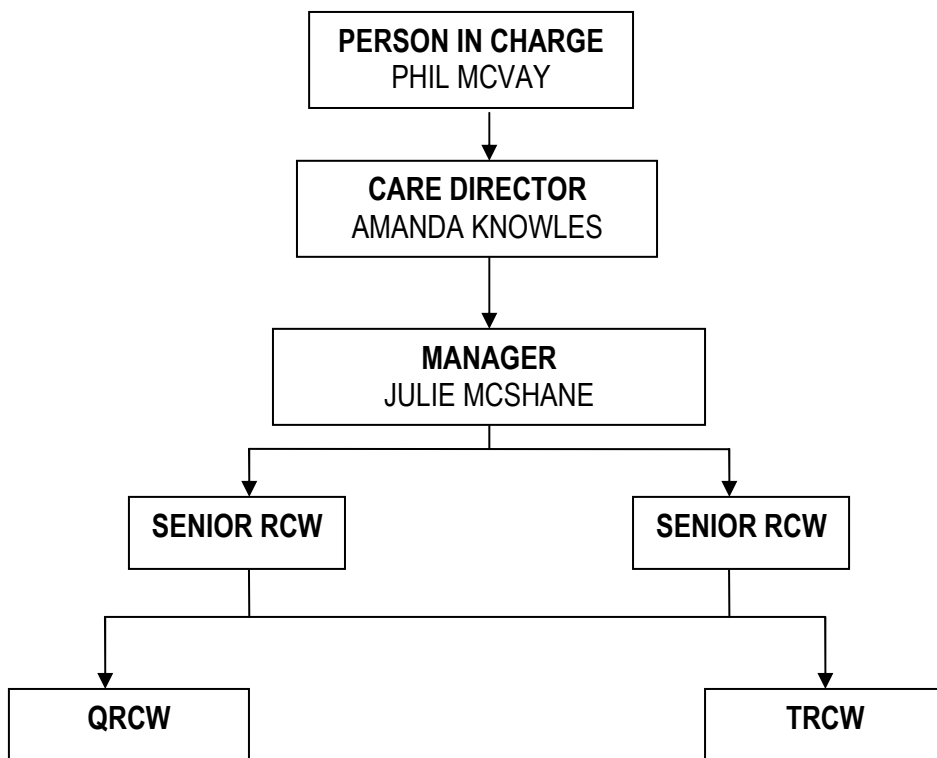 PERSON IN CHARGE
PHIL MCVAY
CARE DIRECTOR
AMANDA KNOWLES
MANAGER
JULIE MCSHANE
SENIOR RCW
SENIOR RCW
QRCW
TRCW